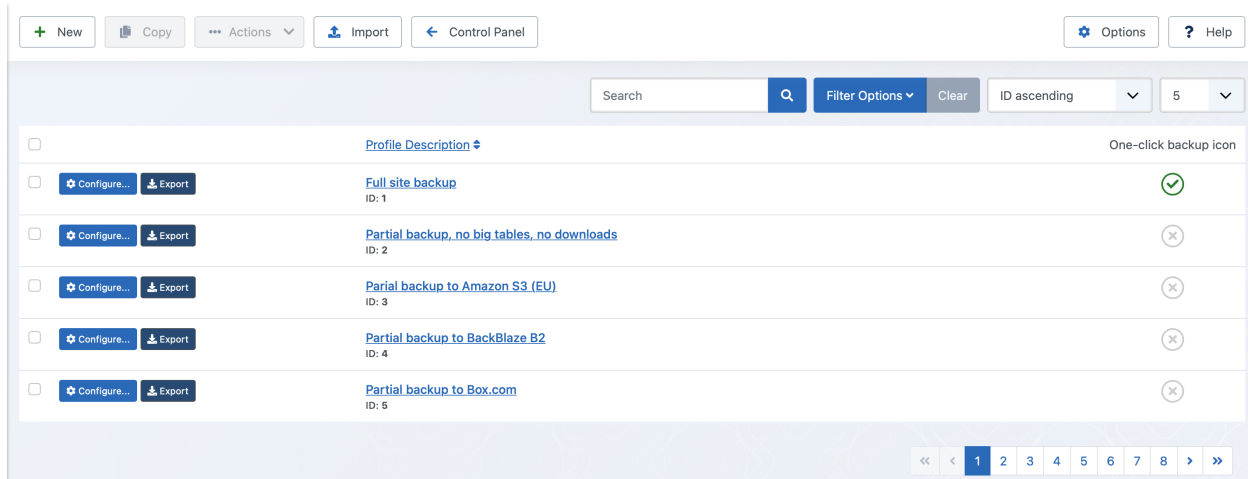 + New Copy ••• Actions Import Control Panel Options ? Help
Search Filter Options Clear ID ascending 5
Profile Description One-click backup icon
Configure... Export Full site backup
ID: 1
Configure... Export Partial backup, no big tables, no downloads
ID: 2
Configure... Export Parial backup to Amazon S3 (EU)
ID: 3
Configure... Export Partial backup to BackBlaze B2
ID: 4
Configure... Export Partial backup to Box.com
ID: 5
« ‹ 1 2 3 4 5 6 7 8 › »